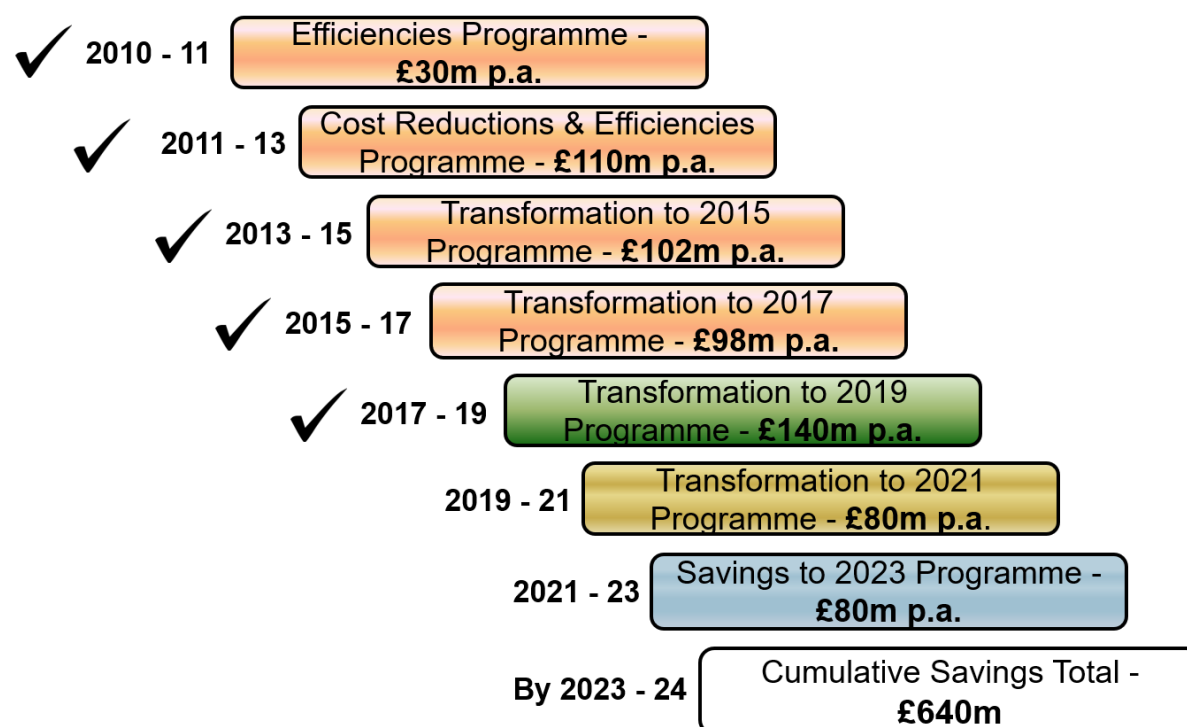 2010 - 11
Efficiencies Programme -
£30m p.a.
2011 - 13
Cost Reductions & Efficiencies
Programme - £110m p.a.
2013 - 15
Transformation to 2015
Programme - £102m p.a.
2015 - 17
Transformation to 2017
Programme - £98m p.a.
2017 - 19
Transformation to 2019
Programme - £140m p.a.
2019 - 21
Transformation to 2021
Programme - £80m p.a.
2021 - 23
Savings to 2023 Programme -
£80m p.a.
By 2023 - 24
Cumulative Savings Total -
£640m